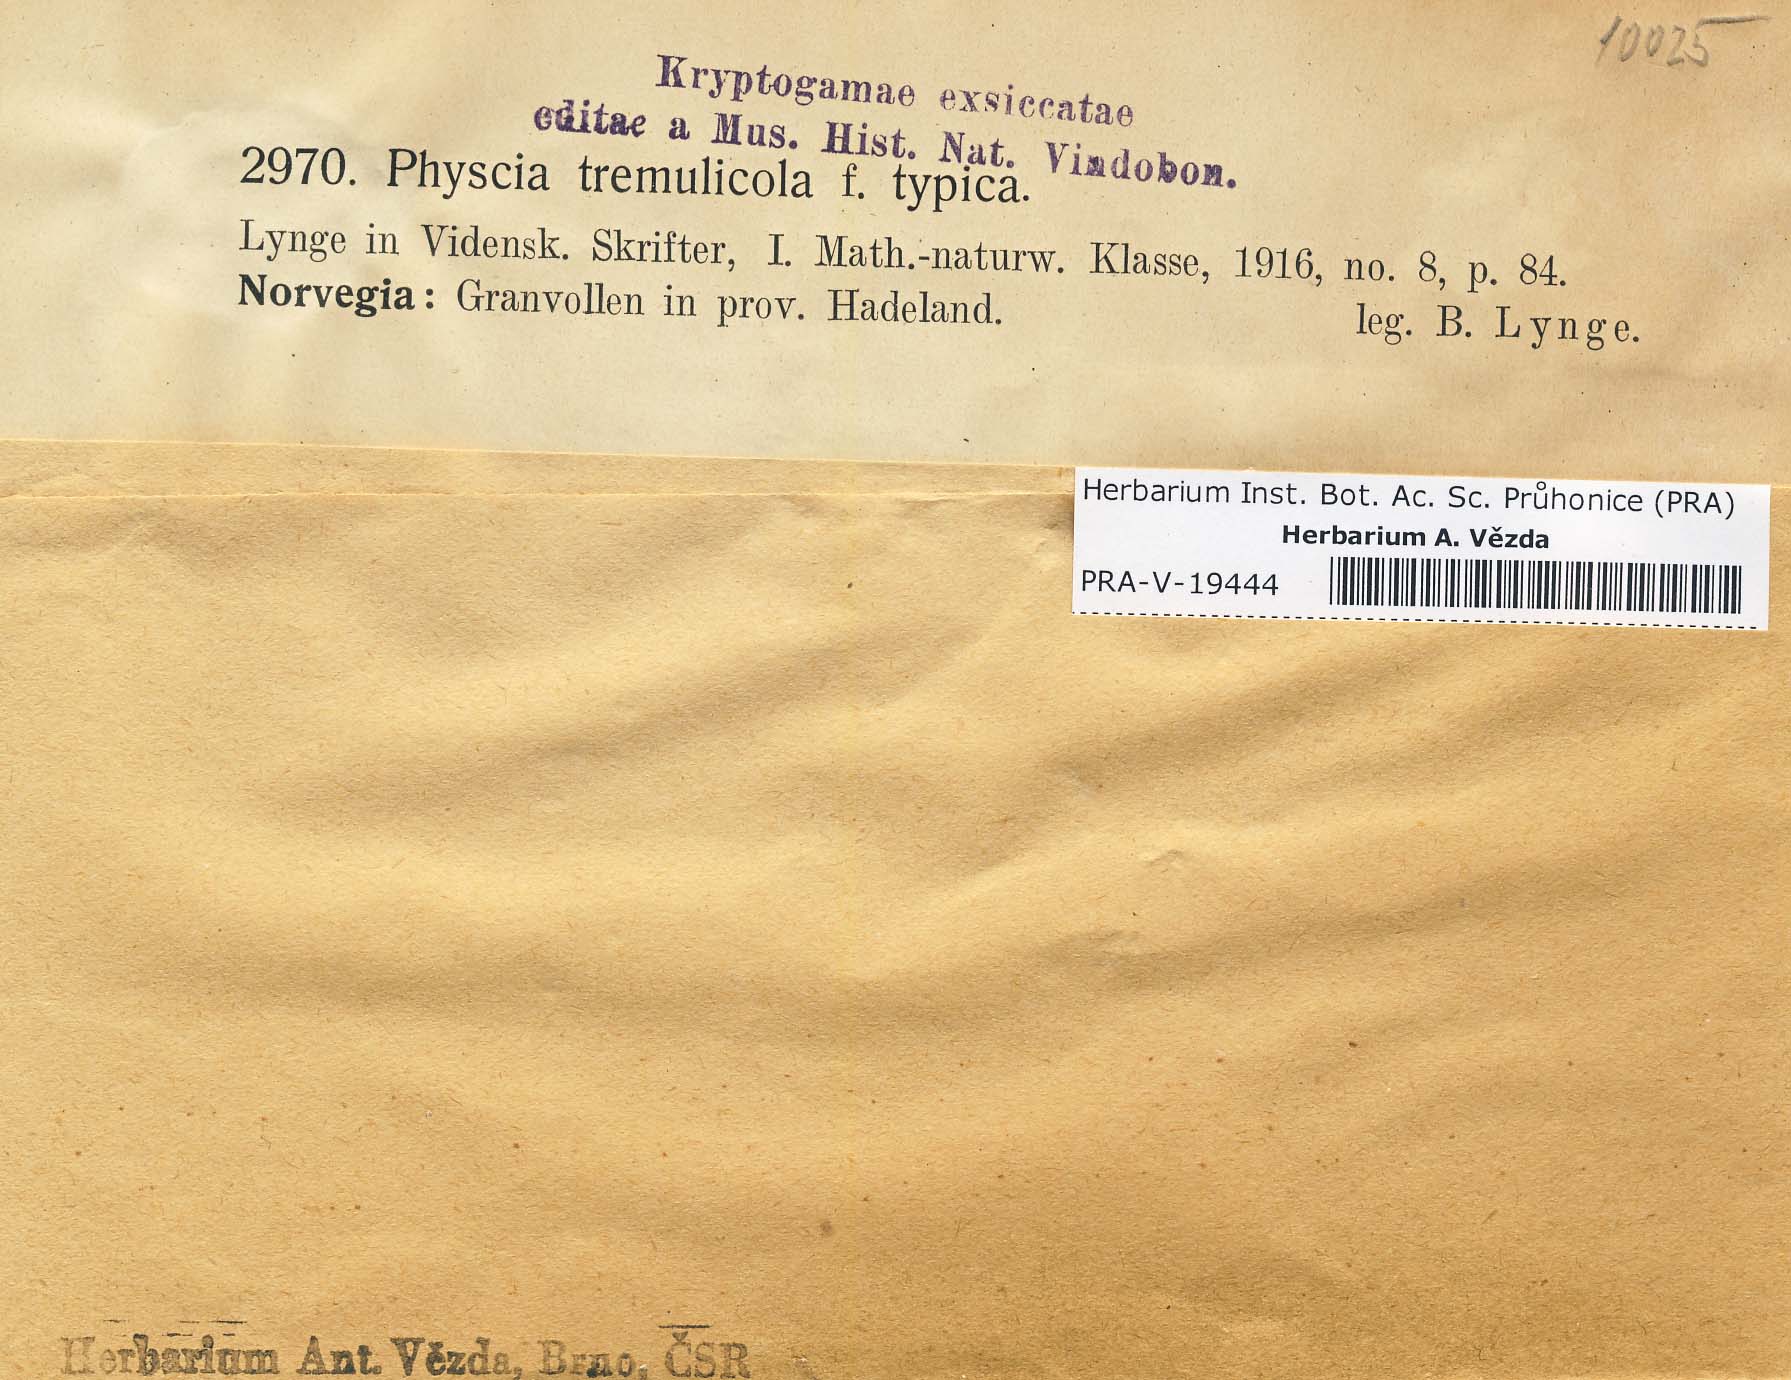 10025
Kryptogamae exsiccatae
editae a Mus. Hist. Nat. Vindobon.
2970. Physcia tremulicola f. typica.
Lynge in Vidensk. Skrifter, I. Math.-naturw. Klasse, 1916, no. 8, p. 84.
Norvegia: Granvollen in prov. Hadeland. leg. B. Lynge.
Herbarium Inst. Bot. Ac. Sc. Průhonice (PRA)
Herbarium A. Vězda
PRA-V-19444
Herbarium Ant. Vězda, Brno, ČSR